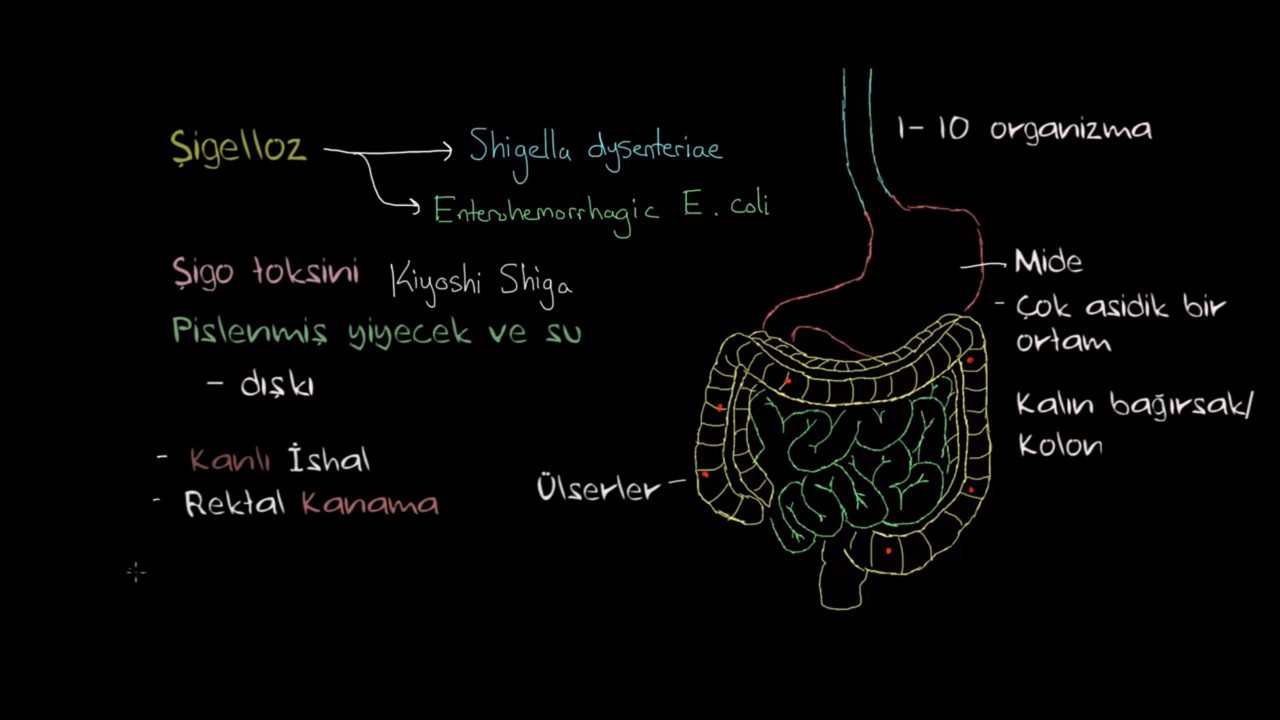 Şigelloz
Shigella dysenteriae
Enterohemorrhagic E. coli
Şigo toksini Kiyoshi Shiga
Pislenmiş yiyecek ve su
- dışkı
- Kanlı İshal
- Rektal Kanama
1-10 organizma
Mide
- Çok asidik bir
ortam
Kalın bağırsak/
Kolon
Ülserler